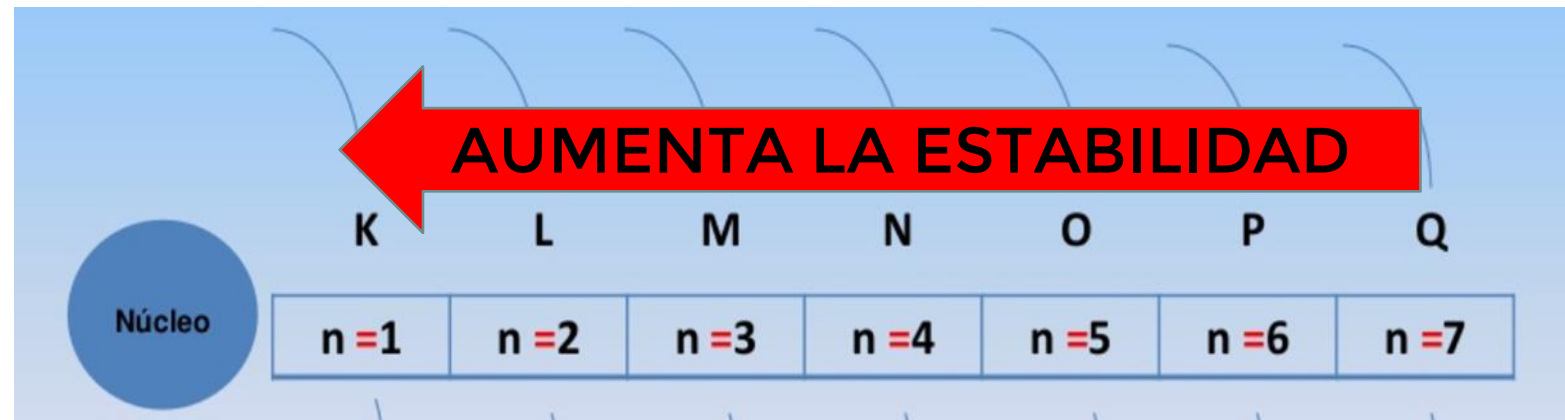 AUMENTA LA ESTABILIDAD
K L M N O P Q
Núcleo
n =1 n =2 n =3 n =4 n =5 n =6 n =7